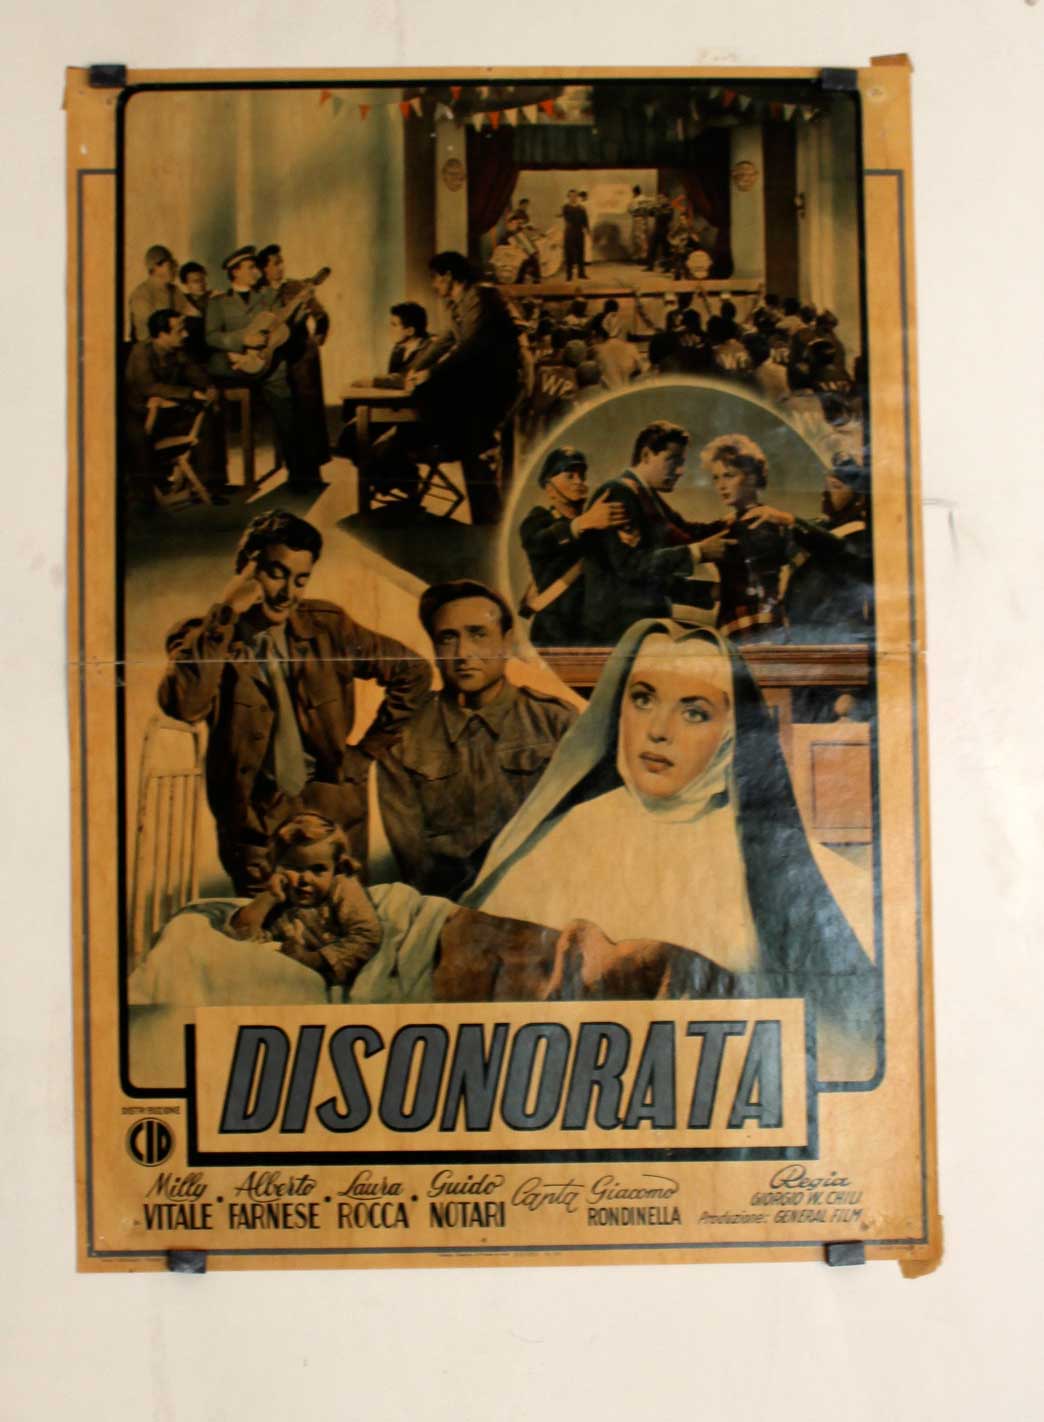 WP
DISONORATA
DISTRIBUZIONE
CID
Milly VITALE • Alberto FARNESE • Laura ROCCA • Guido NOTARI
Canta Giacomo RONDINELLA
Regia
GIORGIO W. CHILI
Produzione: GENERAL FILM